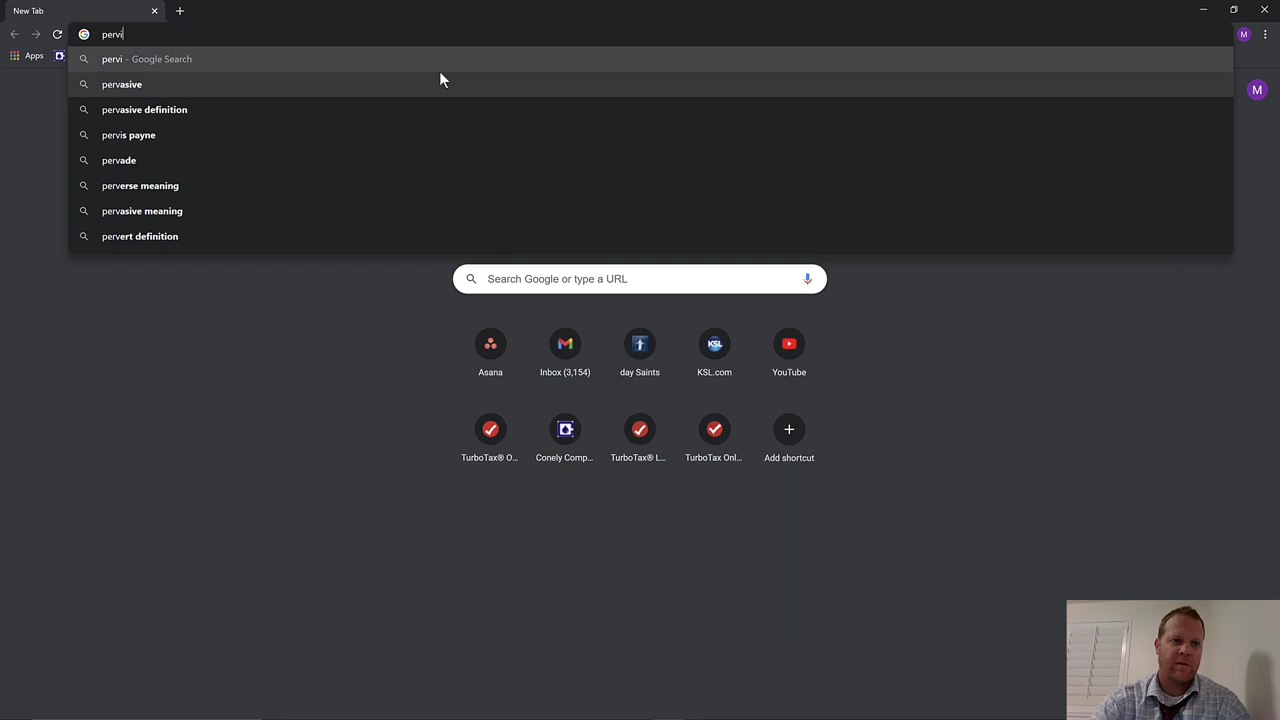 New Tab
pervi
Apps
pervi - Google Search
pervasive
pervasive definition
pervis payne
pervade
perverse meaning
pervasive meaning
pervert definition
M
M
Search Google or type a URL
Asana
Inbox (3,154)
day Saints
KSL
KSL.com
YouTube
TurboTax® O...
Conely Comp...
TurboTax® L...
TurboTax Onl...
Add shortcut